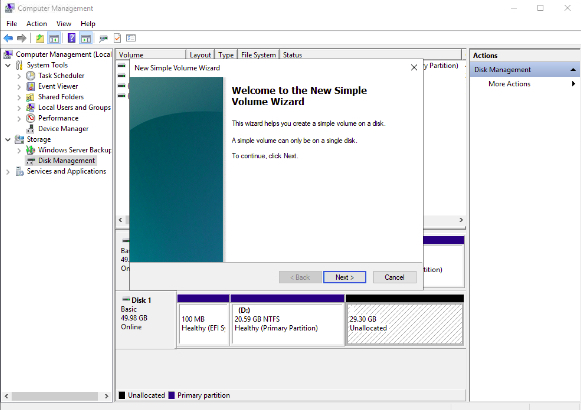 Computer Management
File Action View Help
Computer Management (Local
System Tools
Task Scheduler
Event Viewer
Shared Folders
Local Users and Groups
Performance
Device Manager
Storage
Windows Server Backup
Disk Management
Services and Applications
Volume Layout Type File System Status
ry Partition)
New Simple Volume Wizard
Welcome to the New Simple
Volume Wizard
This wizard helps you create a simple volume on a disk.
A simple volume can only be on a single disk.
To continue, click Next.
< Back Next > Cancel
Ba
49.
On
tition)
Disk 1
Basic
49.98 GB
Online
100 MB
Healthy (EFI S
(D:)
20.59 GB NTFS
Healthy (Primary Partition)
29.30 GB
Unallocated
Unallocated Primary partition
Actions
Disk Management
More Actions